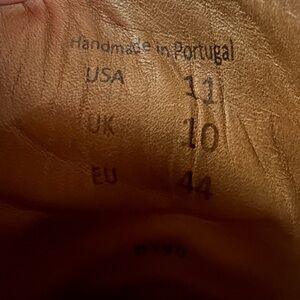 Handmade in Portugal
USA 11
UK 10
EU 44